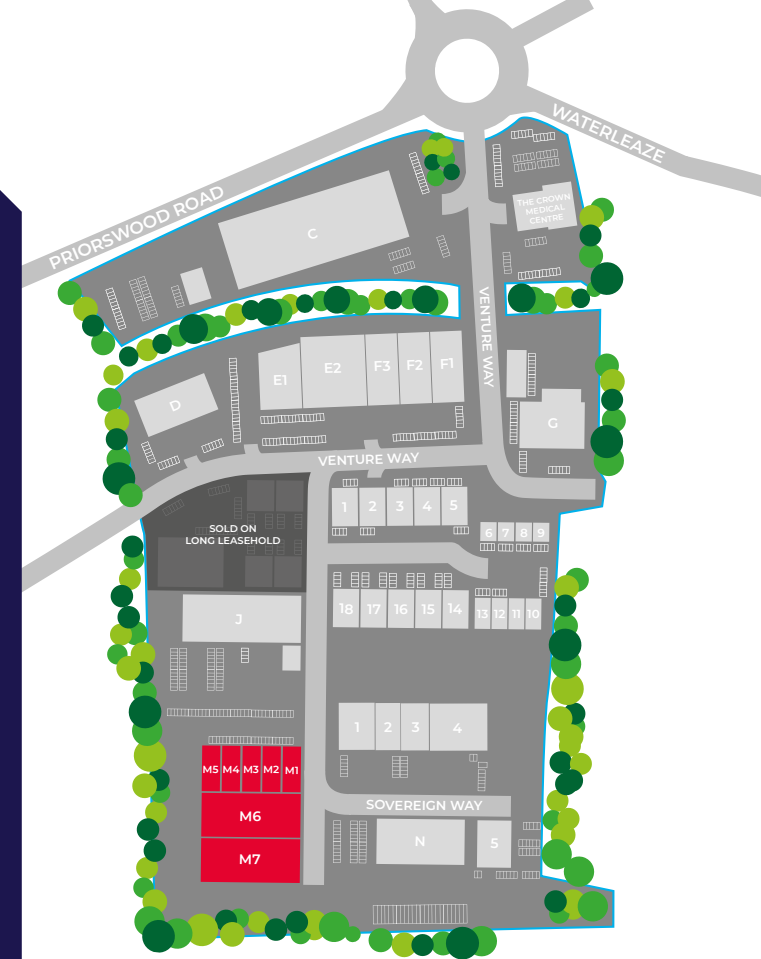 WATERLEAZE
PRIORSWOOD ROAD
THE CROWN
MEDICAL
CENTRE
C
VENTURE WAY
E1
E2
F3
F2
F1
D
G
VENTURE WAY
SOLD ON
LONG LEASEHOLD
1
2
3
4
5
6
7
8
9
18
17
16
15
14
13
12
11
10
J
1
2
3
4
M5
M4
M3
M2
M1
SOVEREIGN WAY
M6
N
5
M7